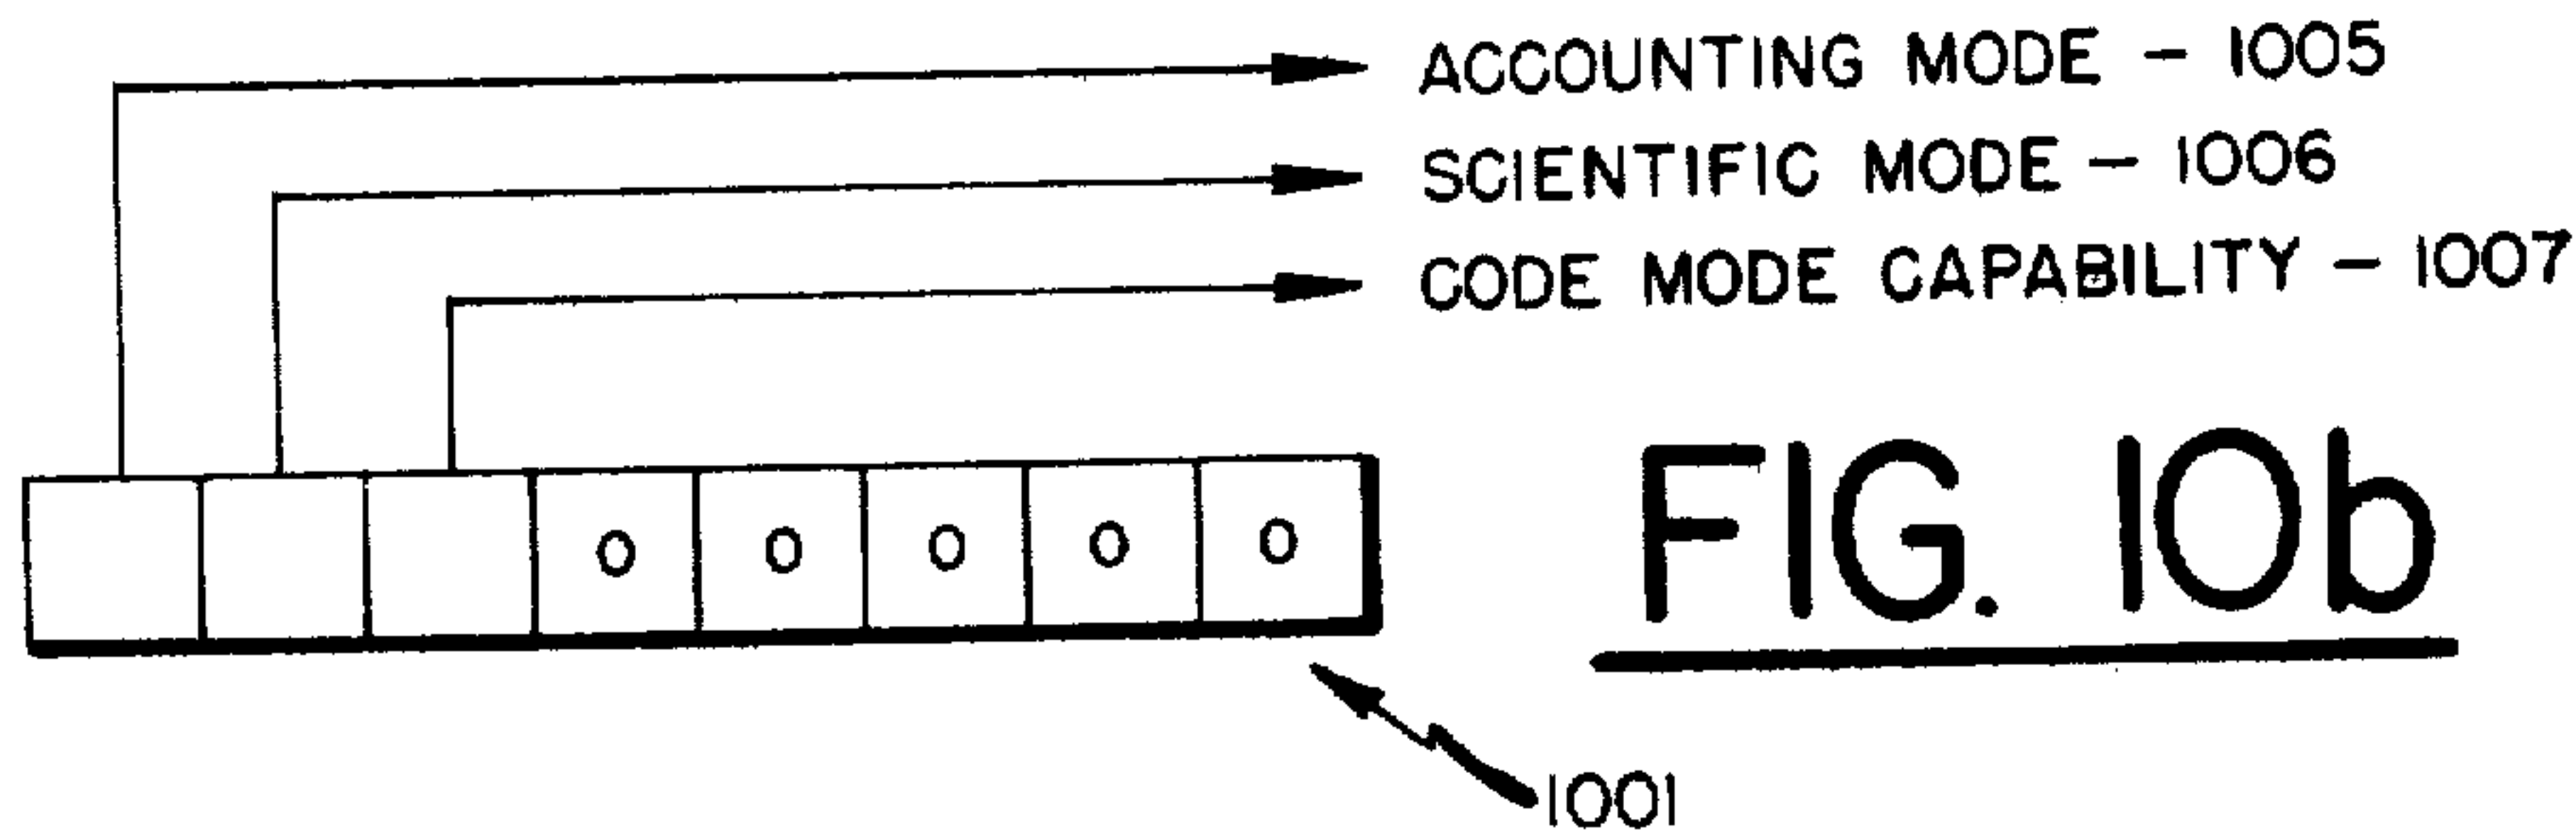 ACCOUNTING MODE - 1005
SCIENTIFIC MODE - 1006
CODE MODE CAPABILITY - 1007
0 0 0 0 0
FIG. 10b
1001